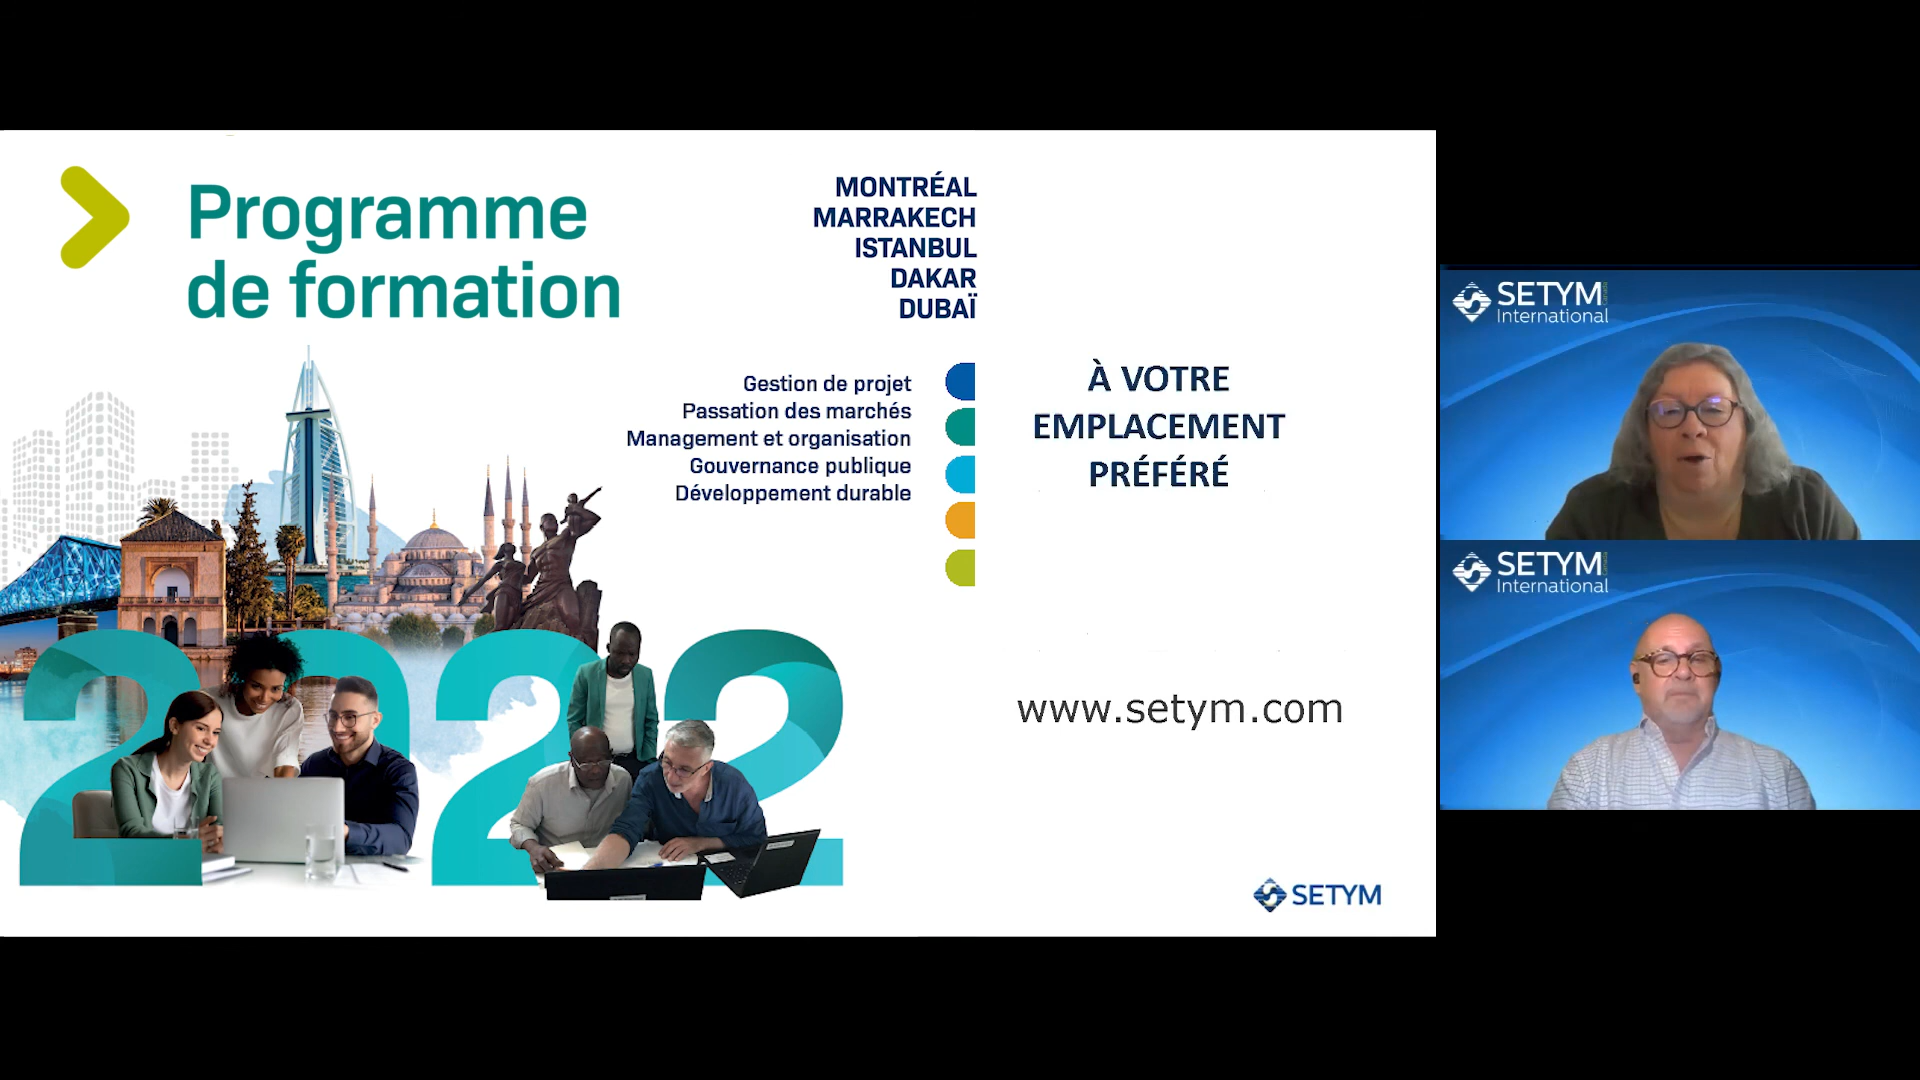 Programme
de formation
MONTRÉAL
MARRAKECH
ISTANBUL
DAKAR
DUBAÏ
Gestion de projet
Passation des marchés
Management et organisation
Gouvernance publique
Développement durable
À VOTRE
EMPLACEMENT
PRÉFÉRÉ
2022
www.setym.com
SETYM
SETYM
International
SETYM
International